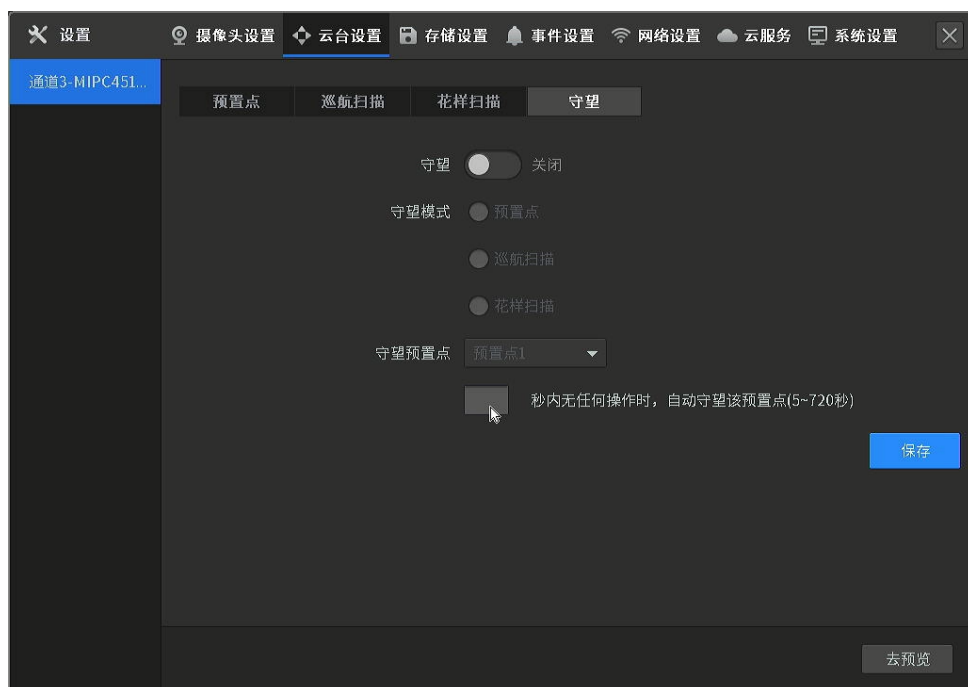 设置 摄像头设置 云台设置 存储设置 事件设置 网络设置 云服务 系统设置
通道3-MIPC451...
预置点 巡航扫描 花样扫描 守望
守望 关闭
守望模式 预置点
巡航扫描
花样扫描
守望预置点 预置点1
秒内无任何操作时，自动守望该预置点(5~720秒)
保存
去预览